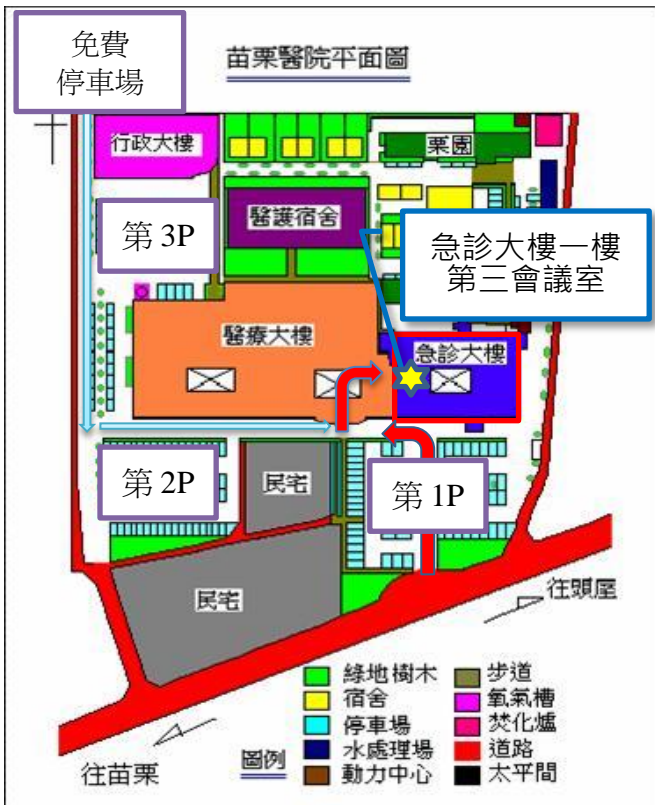 免費
停車場
苗栗醫院平面圖
行政大樓
栗園
醫護宿舍
第 3P
急診大樓一樓
第三會議室
醫療大樓
急診大樓
第 2P
民宅
第 1P
民宅
往頭屋
往苗栗
圖例
綠地樹木
宿舍
停車場
水處理場
動力中心
步道
氧氣槽
焚化爐
道路
太平間